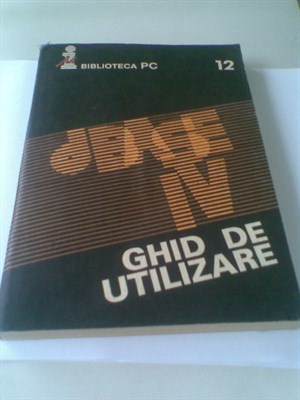 BIBLIOTECA PC 12
dBASE
IV
GHID DE
UTILIZARE